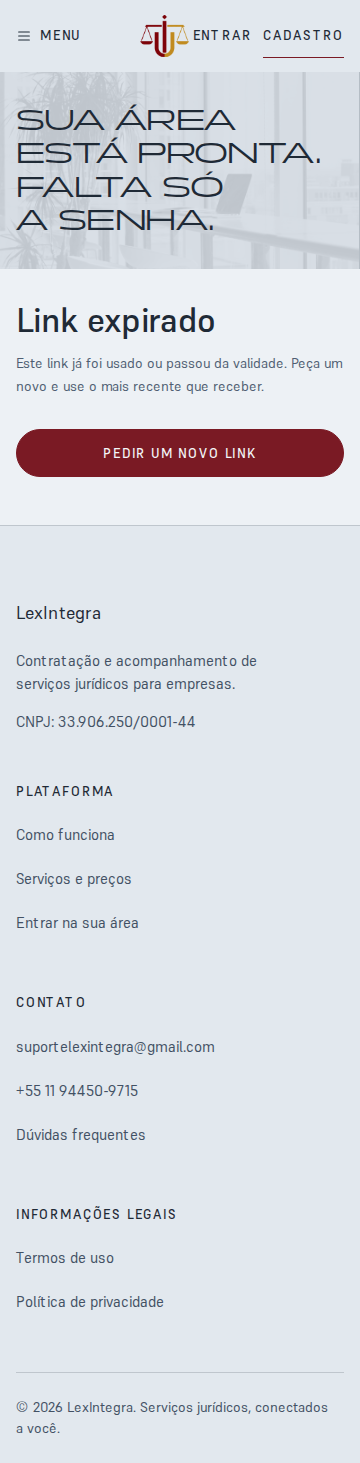 MENU
ENTRAR
CADASTRO
SUA ÁREA
ESTÁ PRONTA.
FALTA SÓ
A SENHA.
Link expirado
Este link já foi usado ou passou da validade. Peça um
novo e use o mais recente que receber.
PEDIR UM NOVO LINK
LexIntegra
Contratação e acompanhamento de
serviços jurídicos para empresas.
CNPJ: 33.906.250/0001-44
PLATAFORMA
Como funciona
Serviços e preços
Entrar na sua área
CONTATO
suportelexintegra@gmail.com
+55 11 94450-9715
Dúvidas frequentes
INFORMAÇÕES LEGAIS
Termos de uso
Política de privacidade
© 2026 LexIntegra. Serviços jurídicos, conectados
a você.